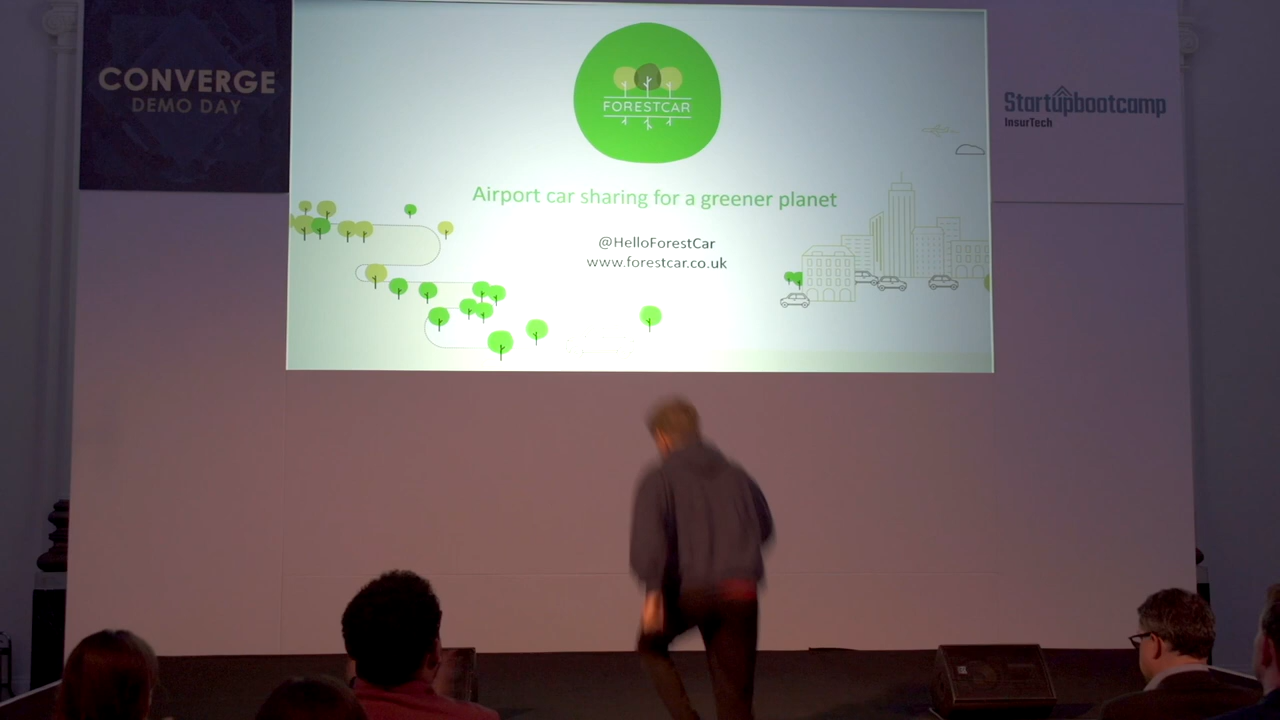 CONVERGE
DEMO DAY
FORESTCAR
Startupbootcamp
InsurTech
Airport car sharing for a greener planet
@HelloForestCar
www.forestcar.co.uk